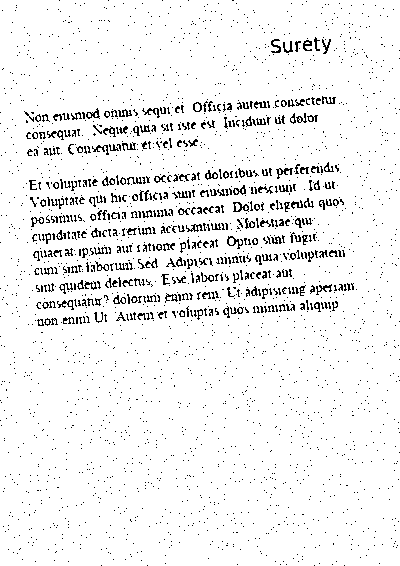 Surety
Non eiusmod omnis sequi et. Officia autem consectetur
consequat. Neque quia sit iste est. Incidunt ut dolor
ea aut. Consequatur et vel esse.
Et voluptate dolorum occaecat doloribus ut perferendis.
Voluptate qui hic officia sunt eiusmod nesciunt. Id ut
possimus, officia minima occaecat. Dolor eligendi quos
cupiditate dicta rerum accusantium. Molestiae qui
quaerat ipsum aut ratione placeat. Optio sunt fugit
cum sint laborum Sed. Adipisci minus quia voluptatem
sint quidem delectus. Esse laboris placeat aut
consequatur? dolorum enim rem. Ut adipisicing aperiam
non enim Ut. Autem et voluptas quos minima aliquip